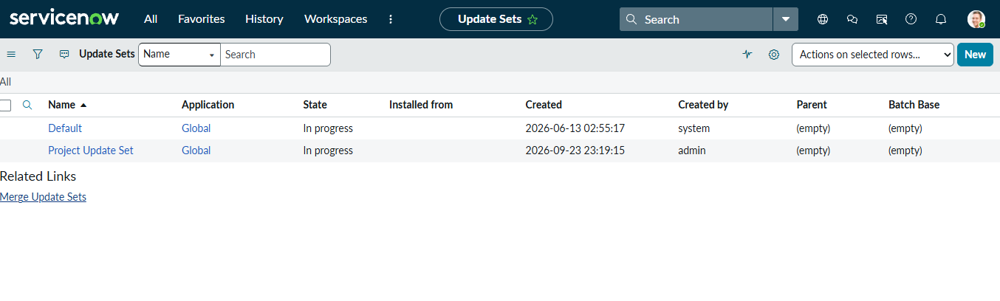 servicenow All Favorites History Workspaces Update Sets Search
Update Sets Name Search Actions on selected rows... New
All
Name Application State Installed from Created Created by Parent Batch Base
Default Global In progress 2026-06-13 02:55:17 system (empty) (empty)
Project Update Set Global In progress 2026-09-23 23:19:15 admin (empty) (empty)
Related Links
Merge Update Sets